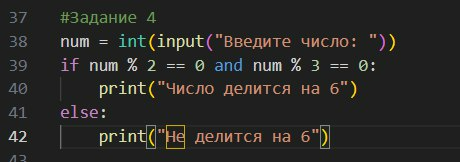 37 #Задание 4
38 num = int(input("Введите число: "))
39 if num % 2 == 0 and num % 3 == 0:
40 print("Число делится на 6")
41 else:
42 print("Не делится на 6")
43